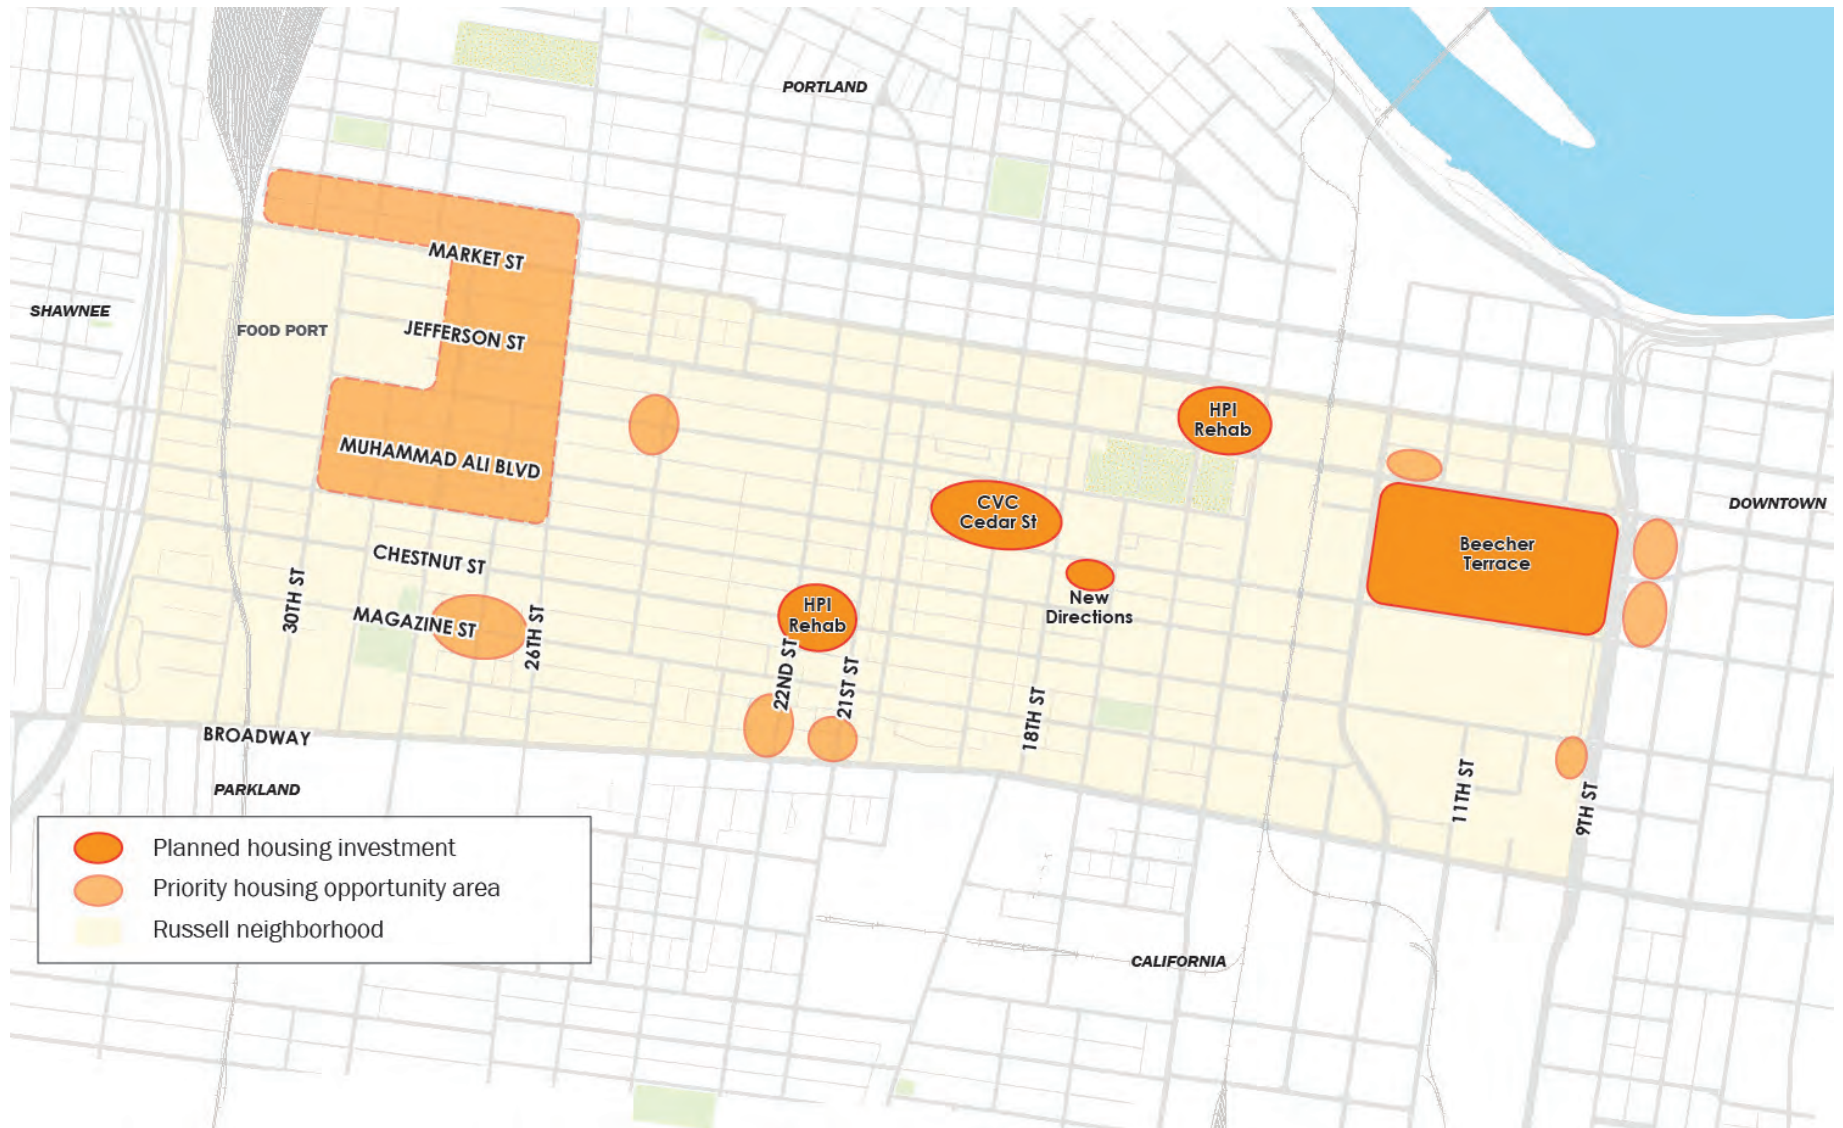 PORTLAND
MARKET ST
SHAWNEE
FOOD PORT
JEFFERSON ST
HPI
Rehab
MUHAMMAD ALI BLVD
CVC
Cedar St
DOWNTOWN
Beecher
Terrace
CHESTNUT ST
30TH ST
MAGAZINE ST
26TH ST
HPI
Rehab
New
Directions
22ND ST
21ST ST
18TH ST
BROADWAY
PARKLAND
11TH ST
9TH ST
Planned housing investment
Priority housing opportunity area
Russell neighborhood
CALIFORNIA